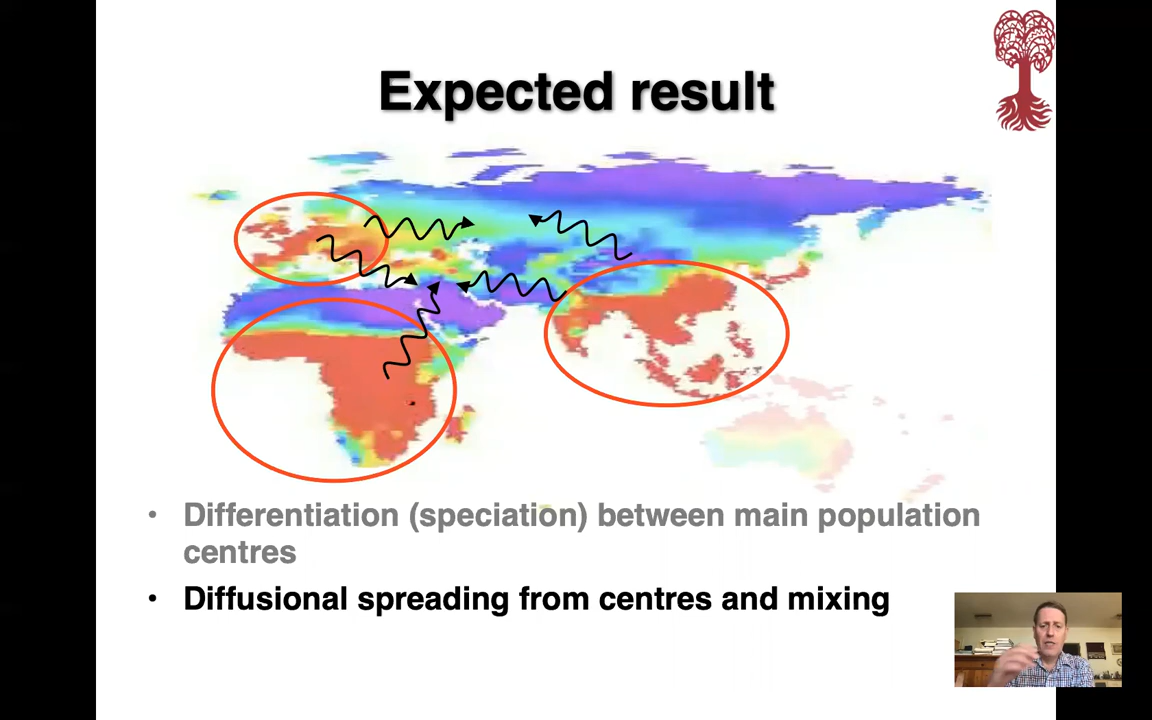 Expected result
• Differentiation (speciation) between main population
centres
• Diffusional spreading from centres and mixing